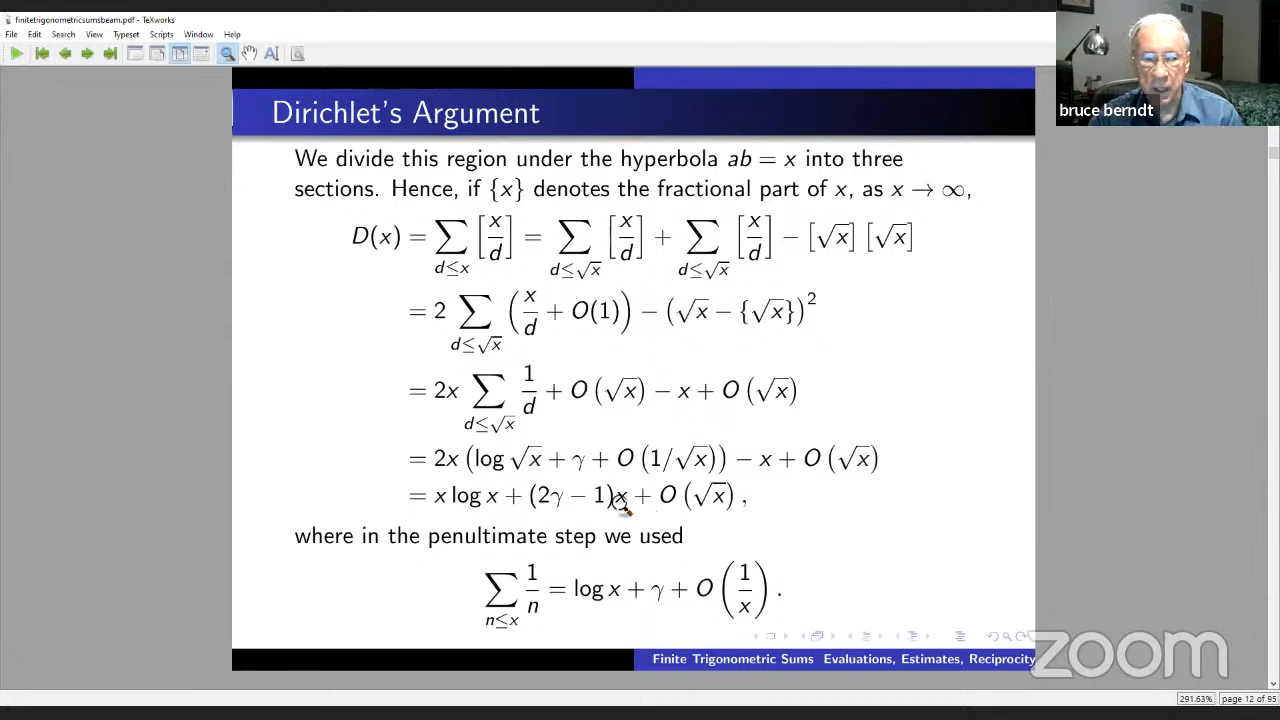 finitetrigonometricsumsbeam.pdf - TeXworks
File Edit Search View Typeset Scripts Window Help
bruce berndt
Dirichlet's Argument
We divide this region under the hyperbola ab = x into three
sections. Hence, if {x} denotes the fractional part of x, as x → ∞,
D(x) = ∑_{d≤x} [x/d] = ∑_{d≤√x} [x/d] + ∑_{d≤√x} [x/d] − [√x] [√x]
= 2 ∑_{d≤√x} (x/d + O(1)) − (√x − {√x})²
= 2x ∑_{d≤√x} 1/d + O (√x) − x + O (√x)
= 2x (log √x + γ + O (1/√x)) − x + O (√x)
= x log x + (2γ − 1)x + O (√x) ,
where in the penultimate step we used
∑_{n≤x} 1/n = log x + γ + O (1/x) .
Finite Trigonometric Sums Evaluations, Estimates, Reciprocity
zoom
291.63% page 12 of 95